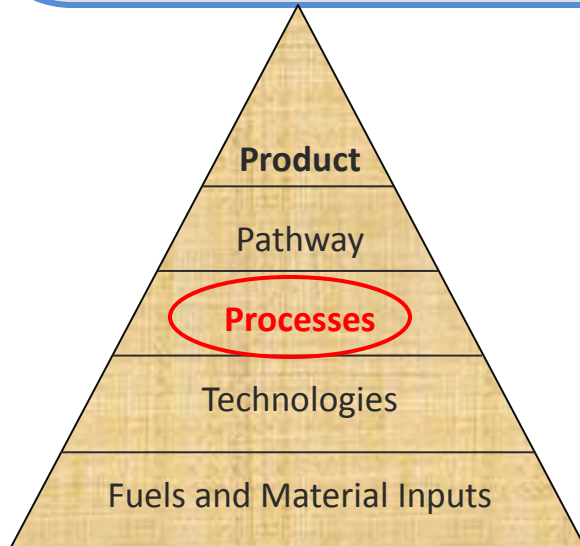 Product
Pathway
Processes
Technologies
Fuels and Material Inputs